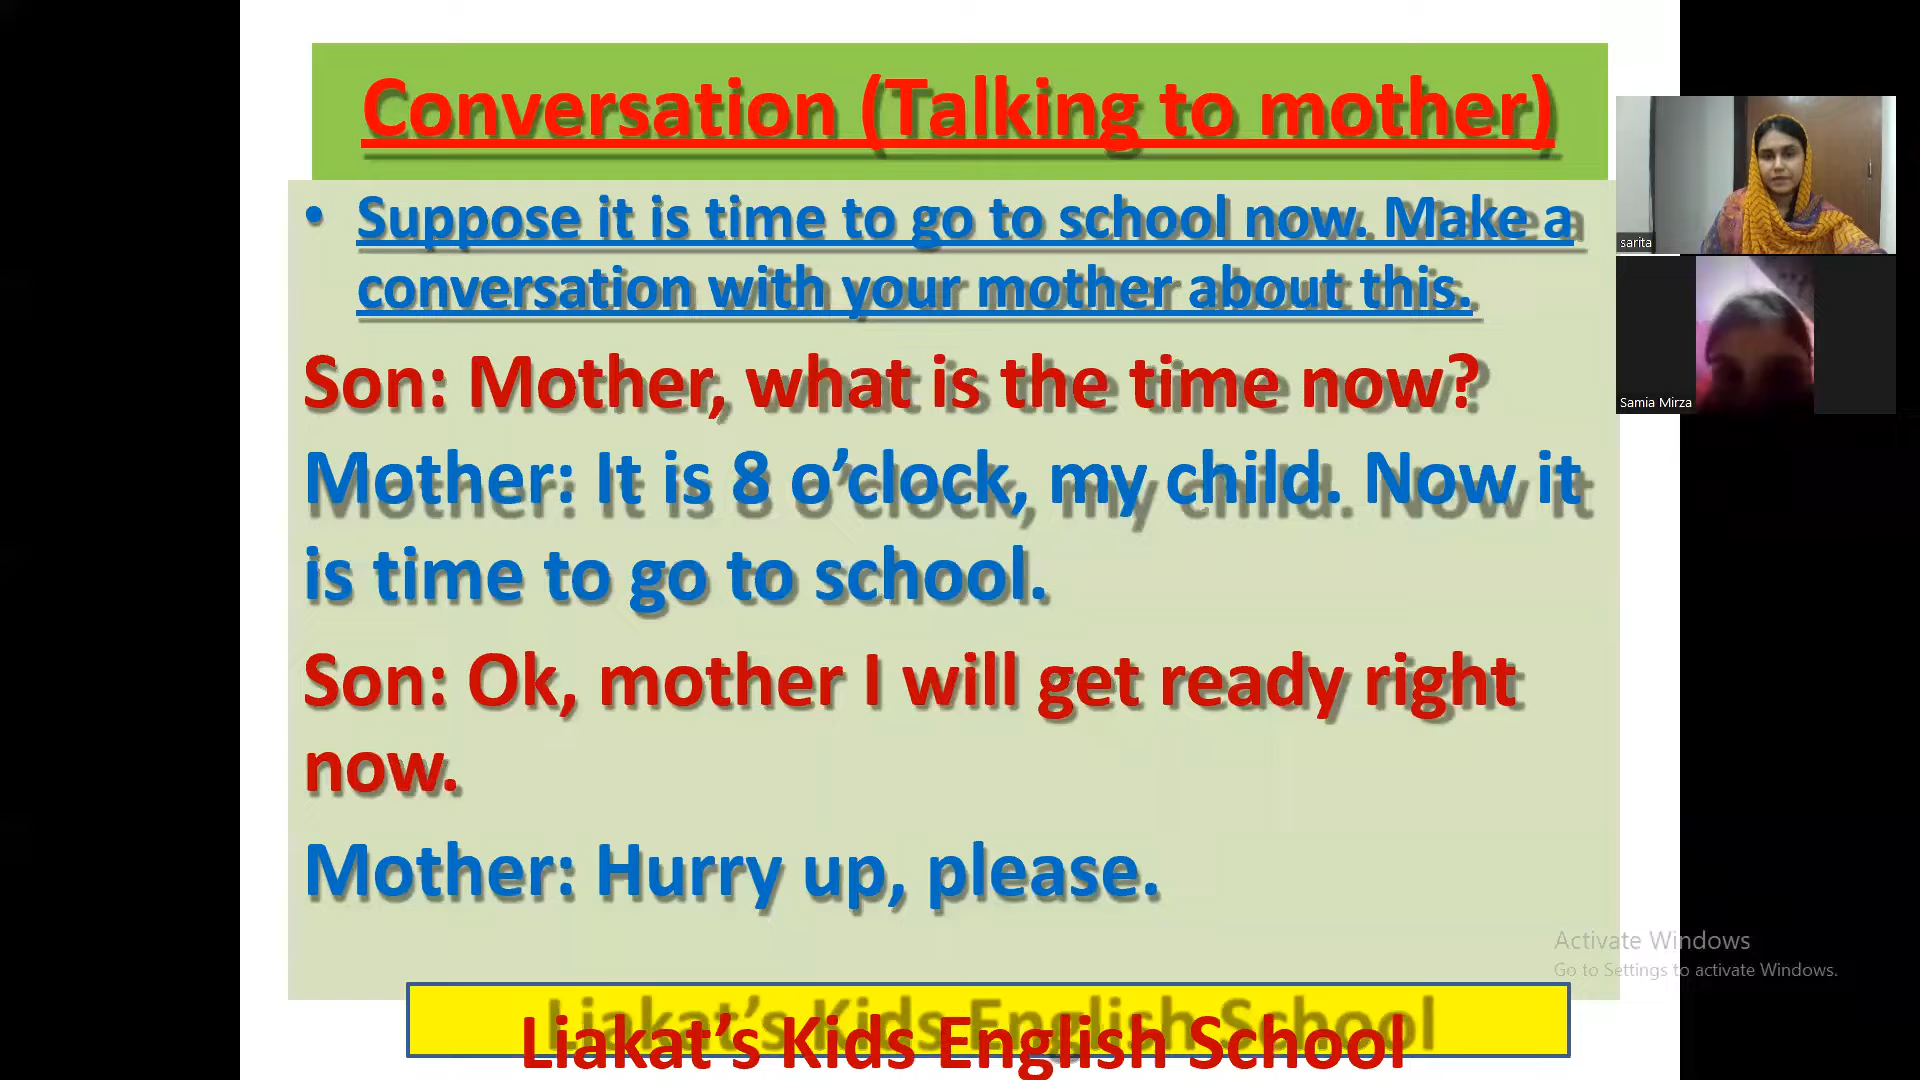 Conversation (Talking to mother)
• Suppose it is time to go to school now. Make a
conversation with your mother about this.
Son: Mother, what is the time now?
Mother: It is 8 o’clock, my child. Now it
is time to go to school.
Son: Ok, mother I will get ready right
now.
Mother: Hurry up, please.
Liakat’s Kids English School
sarita
Samia Mirza
Activate Windows
Go to Settings to activate Windows.